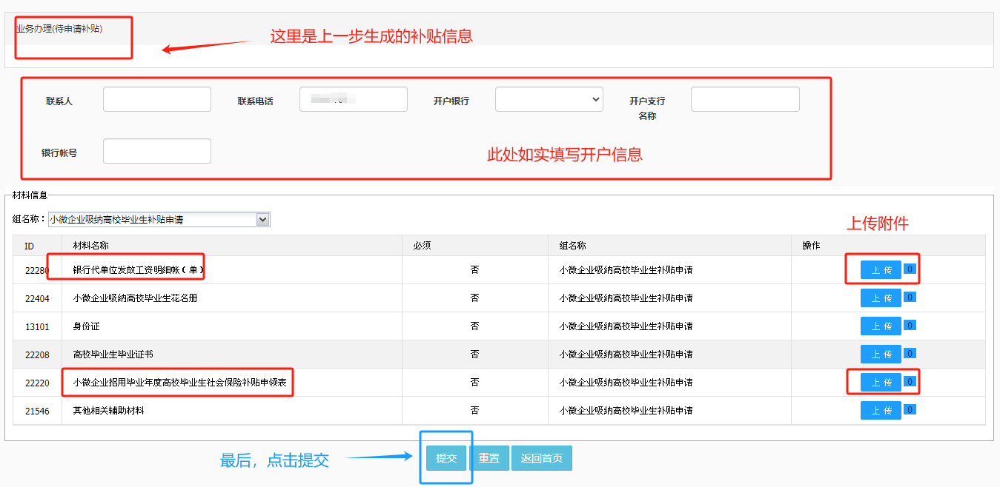 业务办理(待申请补贴)
这里是上一步生成的补贴信息
联系人
联系电话
开户银行
开户支行
名称
银行帐号
此处如实填写开户信息
材料信息
组名称：小微企业吸纳高校毕业生补贴申请
上传附件
ID 材料名称 必须 组名称 操作
22280 银行代单位发放工资明细帐（单） 否 小微企业吸纳高校毕业生补贴申请 上传 0
22404 小微企业吸纳高校毕业生花名册 否 小微企业吸纳高校毕业生补贴申请 上传 0
13101 身份证 否 小微企业吸纳高校毕业生补贴申请 上传 0
22208 高校毕业生毕业证书 否 小微企业吸纳高校毕业生补贴申请 上传 0
22220 小微企业招用毕业年度高校毕业生社会保险补贴申领表 否 小微企业吸纳高校毕业生补贴申请 上传 0
21546 其他相关辅助材料 否 小微企业吸纳高校毕业生补贴申请 上传 0
最后，点击提交
提交 重置 返回首页